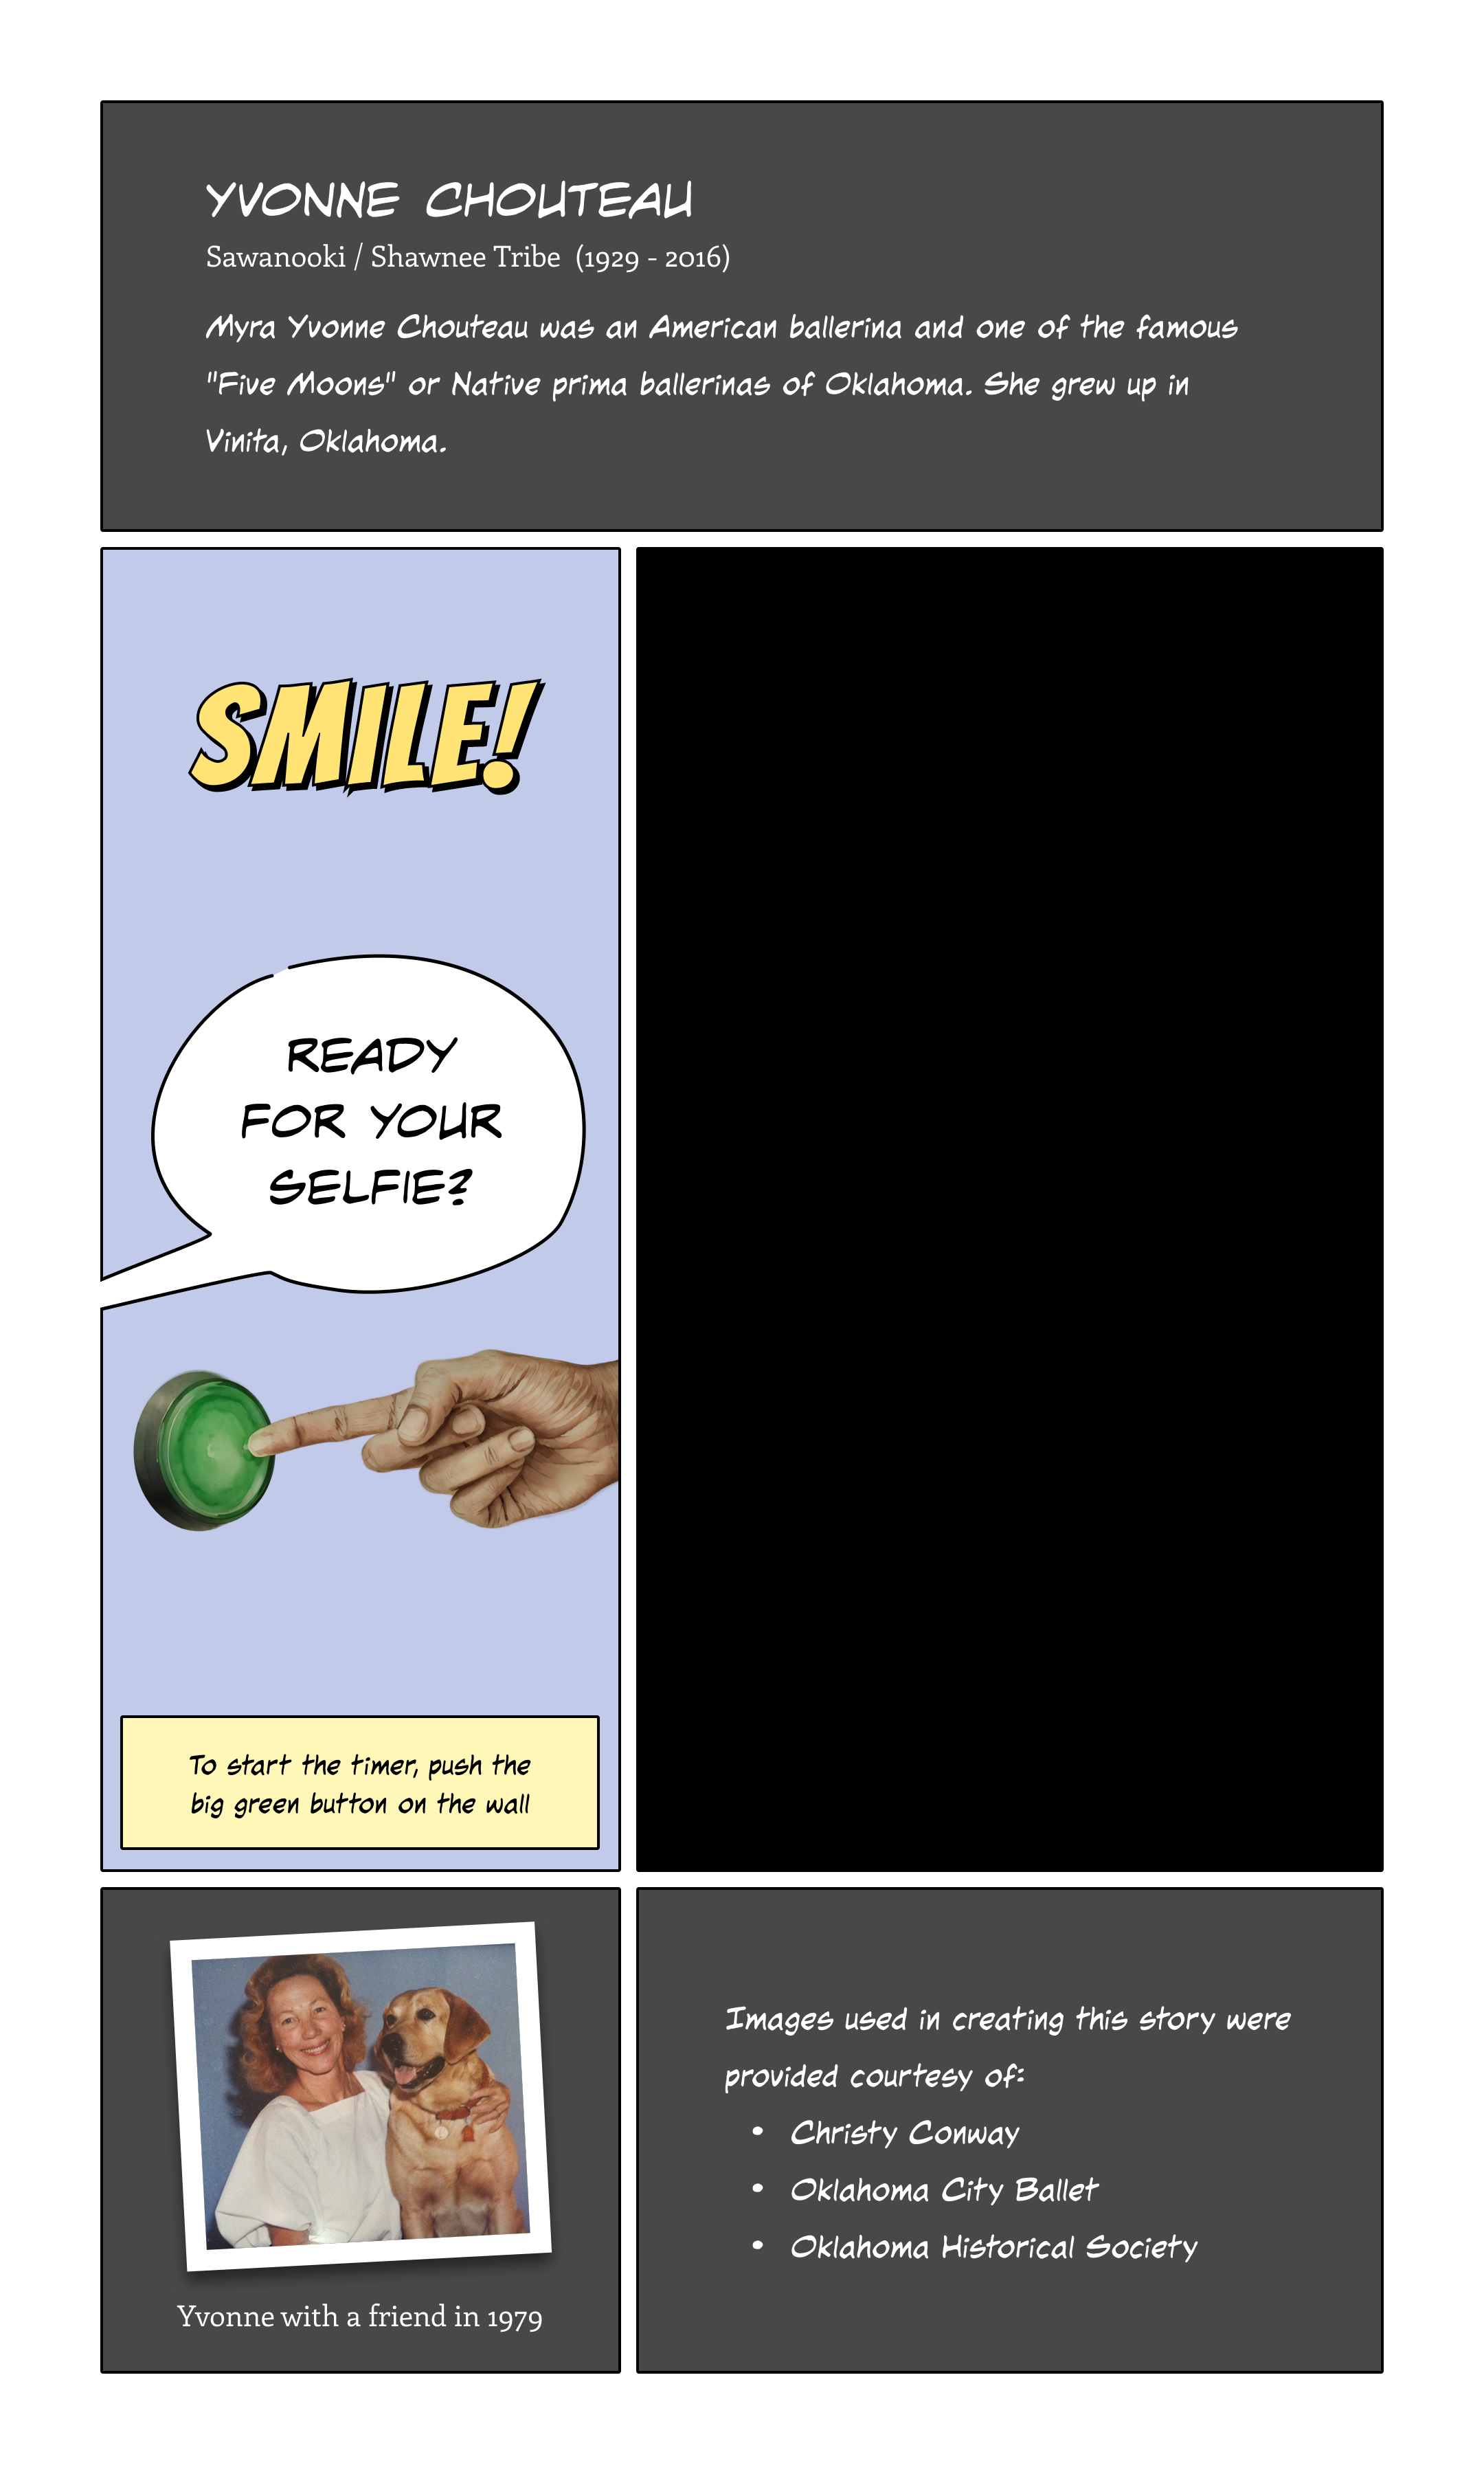 YVONNE CHOUTEAU
Sawanooki / Shawnee Tribe (1929 - 2016)
Myra Yvonne Chouteau was an American ballerina and one of the famous
"Five Moons" or Native prima ballerinas of Oklahoma. She grew up in
Vinita, Oklahoma.
SMILE!
READY
FOR YOUR
SELFIE?
To start the timer, push the
big green button on the wall
Yvonne with a friend in 1979
Images used in creating this story were
provided courtesy of:
• Christy Conway
• Oklahoma City Ballet
• Oklahoma Historical Society